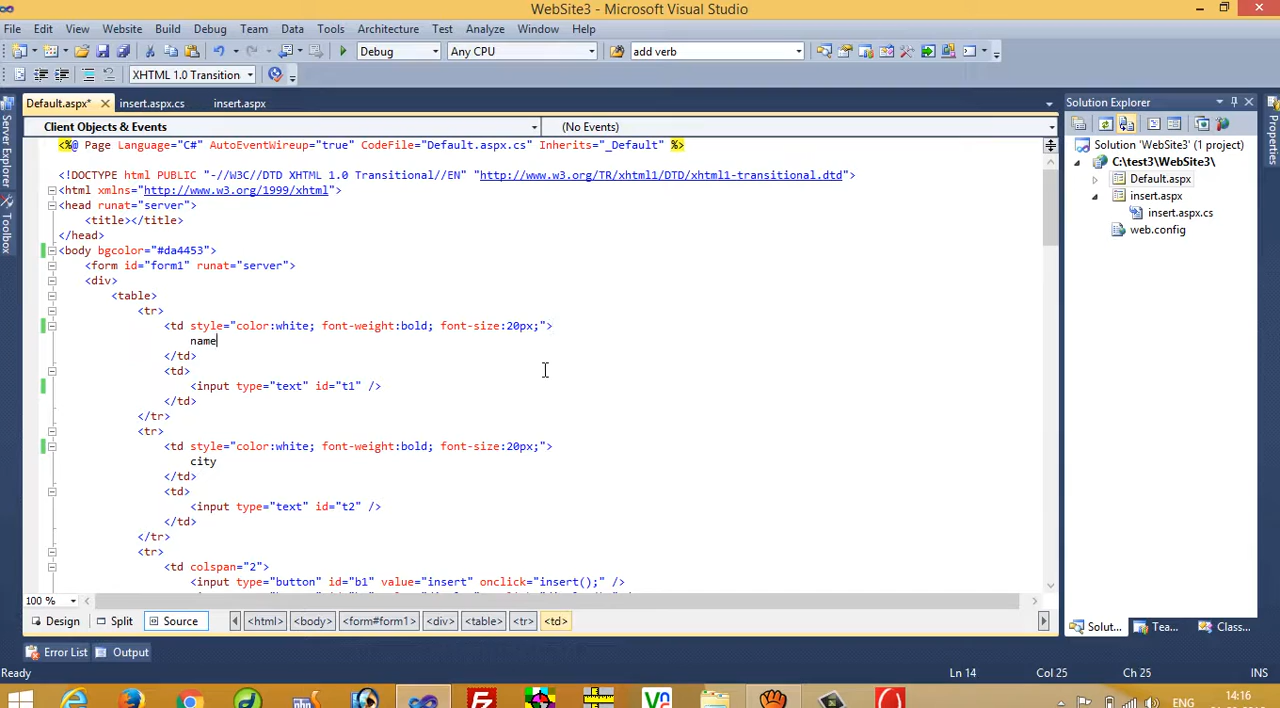 WebSite3 - Microsoft Visual Studio
File Edit View Website Build Debug Team Data Tools Architecture Test Analyze Window Help
Debug Any CPU add verb
XHTML 1.0 Transition
Default.aspx* insert.aspx.cs insert.aspx
Client Objects & Events (No Events)
<%@ Page Language="C#" AutoEventWireup="true" CodeFile="Default.aspx.cs" Inherits="_Default" %>
<!DOCTYPE html PUBLIC "-//W3C//DTD XHTML 1.0 Transitional//EN" "http://www.w3.org/TR/xhtml1/DTD/xhtml1-transitional.dtd">
<html xmlns="http://www.w3.org/1999/xhtml">
<head runat="server">
<title></title>
</head>
<body bgcolor="#da4453">
<form id="form1" runat="server">
<div>
<table>
<tr>
<td style="color:white; font-weight:bold; font-size:20px;">
name
</td>
<td>
<input type="text" id="t1" />
</td>
</tr>
<tr>
<td style="color:white; font-weight:bold; font-size:20px;">
city
</td>
<td>
<input type="text" id="t2" />
</td>
</tr>
<tr>
<td colspan="2">
<input type="button" id="b1" value="insert" onclick="insert();" />
100 %
Design Split Source <html> <body> <form#form1> <div> <table> <tr> <td>
Error List Output
Ready Ln 14 Col 25 Ch 25 INS
Server Explorer
Toolbox
Solution Explorer
Solution 'WebSite3' (1 project)
C:\test3\WebSite3\
Default.aspx
insert.aspx
insert.aspx.cs
web.config
Solut... Tea... Class...
Properties
ENG
14:16